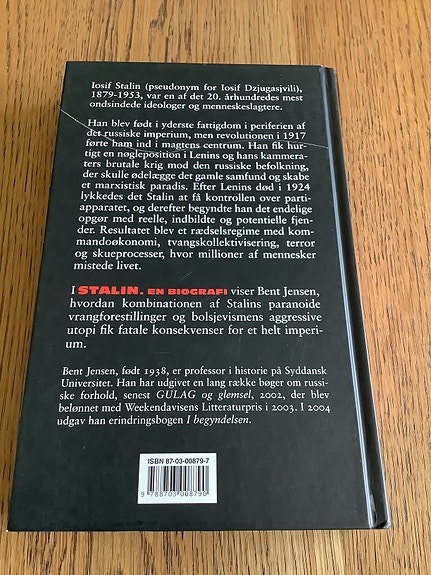 Iosif Stalin (pseudonym for Iosif Dzjugasjvili),
1879-1953, var en af det 20. århundredes mest
ondsindede ideologer og menneskeslagtere.
Han blev født i yderste fattigdom i periferien af
det russiske imperium, men revolutionen i 1917
førte ham ind i magtens centrum. Han fik hur-
tigt en nøgleposition i Lenins og hans kammera-
ters brutale krig mod den russiske befolkning,
der skulle ødelægge det gamle samfund og skabe
et marxistisk paradis. Efter Lenins død i 1924
lykkedes det Stalin at få kontrollen over parti-
apparatet, og derefter begyndte han det endelige
opgør med reelle, indbildte og potentielle fjen-
der. Resultatet blev et rædselsregime med kom-
mandoøkonomi, tvangskollektivisering, terror
og skueprocesser, hvor millioner af mennesker
mistede livet.
I STALIN. EN BIOGRAFI viser Bent Jensen,
hvordan kombinationen af Stalins paranoide
vrangforestillinger og bolsjevismens aggressive
utopi fik fatale konsekvenser for et helt imperi-
um.
Bent Jensen, født 1938, er professor i historie på Syddansk
Universitet. Han har udgivet en lang række bøger om russi-
ske forhold, senest GULAG og glemsel, 2002, der blev
belønnet med Weekendavisens Litteraturpris i 2003. I 2004
udgav han erindringsbogen I begyndelsen.
ISBN 87-03-00879-7
9 788703 008790